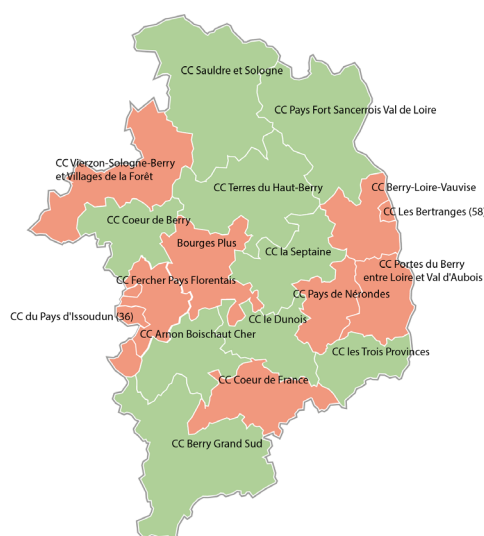 CC Sauldre et Sologne
CC Pays Fort Sancerrois Val de Loire
CC Vierzon-Sologne-Berry
et Villages de la Forêt
CC Terres du Haut-Berry
CC Berry-Loire-Vauvise
CC Les Bertranges (58)
CC Coeur de Berry
Bourges Plus
CC la Septaine
CC Portes du Berry
entre Loire et Val d'Aubois
CC Fercher Pays Florentais
CC Pays de Nérondes
CC du Pays d'Issoudun (36)
CC le Dunois
CC Arnon Boischaut Cher
CC les Trois Provinces
CC Coeur de France
CC Berry Grand Sud